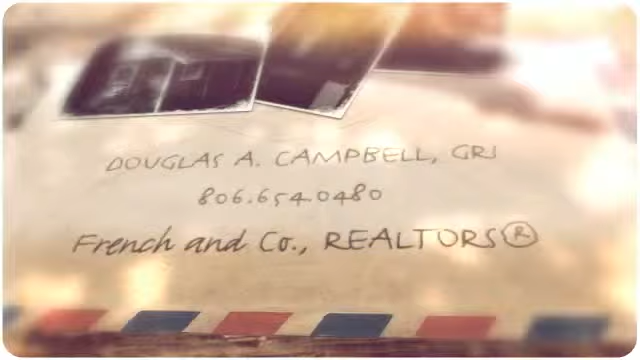 DOUGLAS A. CAMPBELL, GRI
806.654.0480
French and Co., REALTORS®